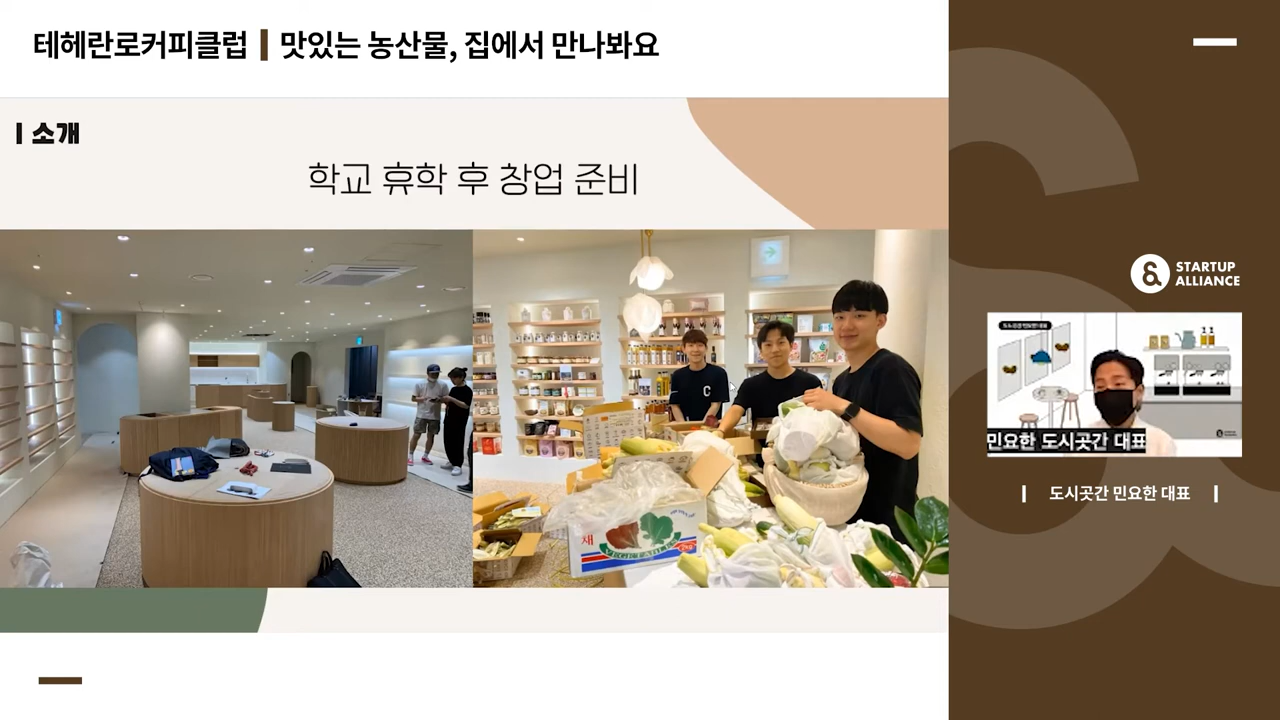 테헤란로커피클럽 | 맛있는 농산물, 집에서 만나봐요
| 소개
학교 휴학 후 창업 준비
STARTUP
ALLIANCE
민요한 도시곳간 대표
| 도시곳간 민요한 대표 |
C
채